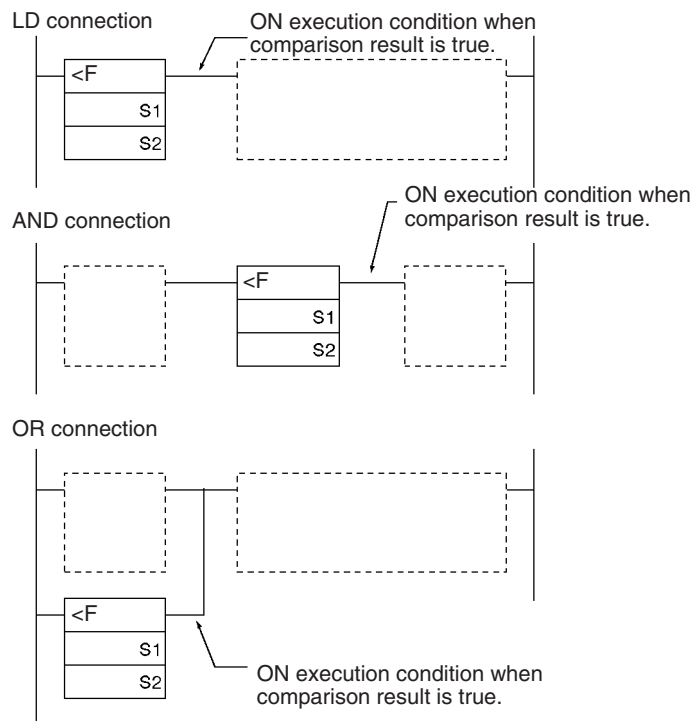 LD connection
ON execution condition when
comparison result is true.
<F
S1
S2
ON execution condition when
comparison result is true.
AND connection
<F
S1
S2
OR connection
<F
S1
S2
ON execution condition when
comparison result is true.